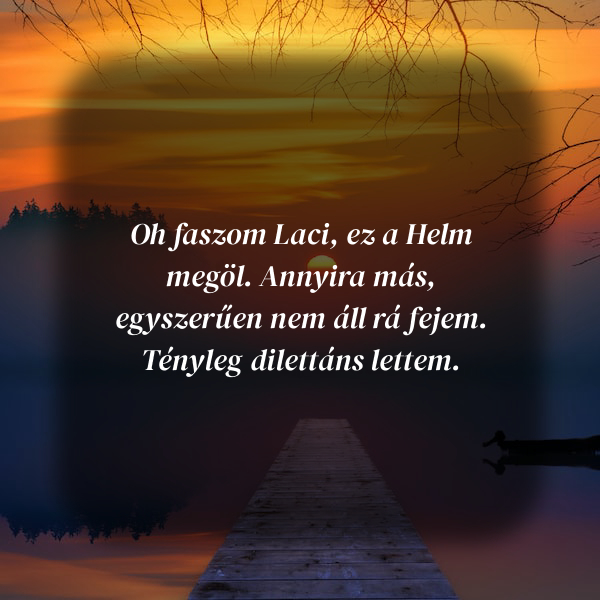 Oh faszom Laci, ez a Helm
megöl. Annyira más,
egyszerűen nem áll rá fejem.
Tényleg dilettáns lettem.